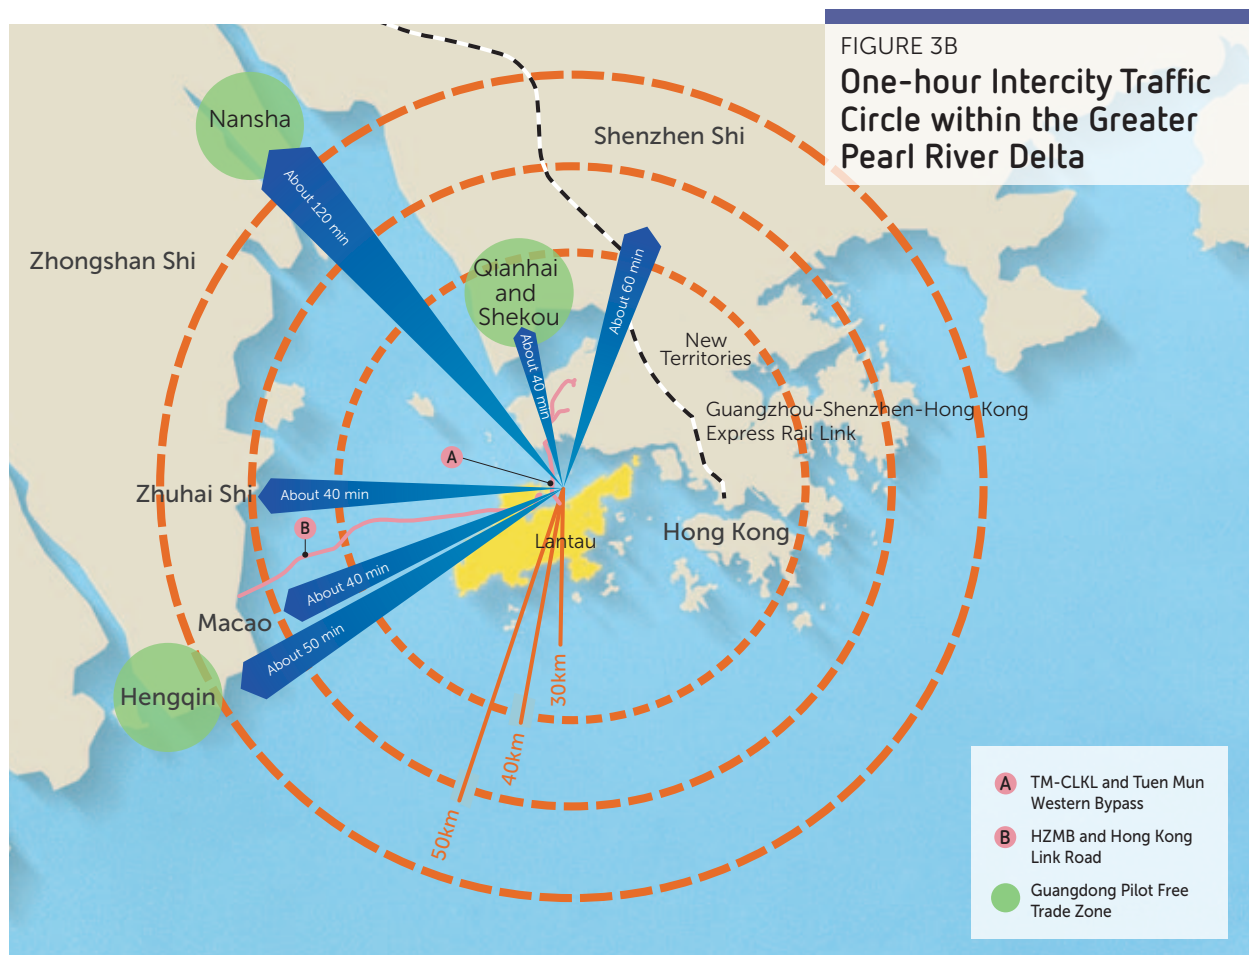 FIGURE 3B
One-hour Intercity Traffic
Circle within the Greater
Pearl River Delta
Nansha
Shenzhen Shi
About 120 min
Zhongshan Shi
Qianhai
and
Shekou
About 60 min
About 40 min
New
Territories
Guangzhou-Shenzhen-Hong Kong
Express Rail Link
A
Zhuhai Shi
About 40 min
B
Lantau
Hong Kong
About 40 min
Macao
About 50 min
Hengqin
30km
40km
50km
A TM-CLKL and Tuen Mun
Western Bypass
B HZMB and Hong Kong
Link Road
Guangdong Pilot Free
Trade Zone